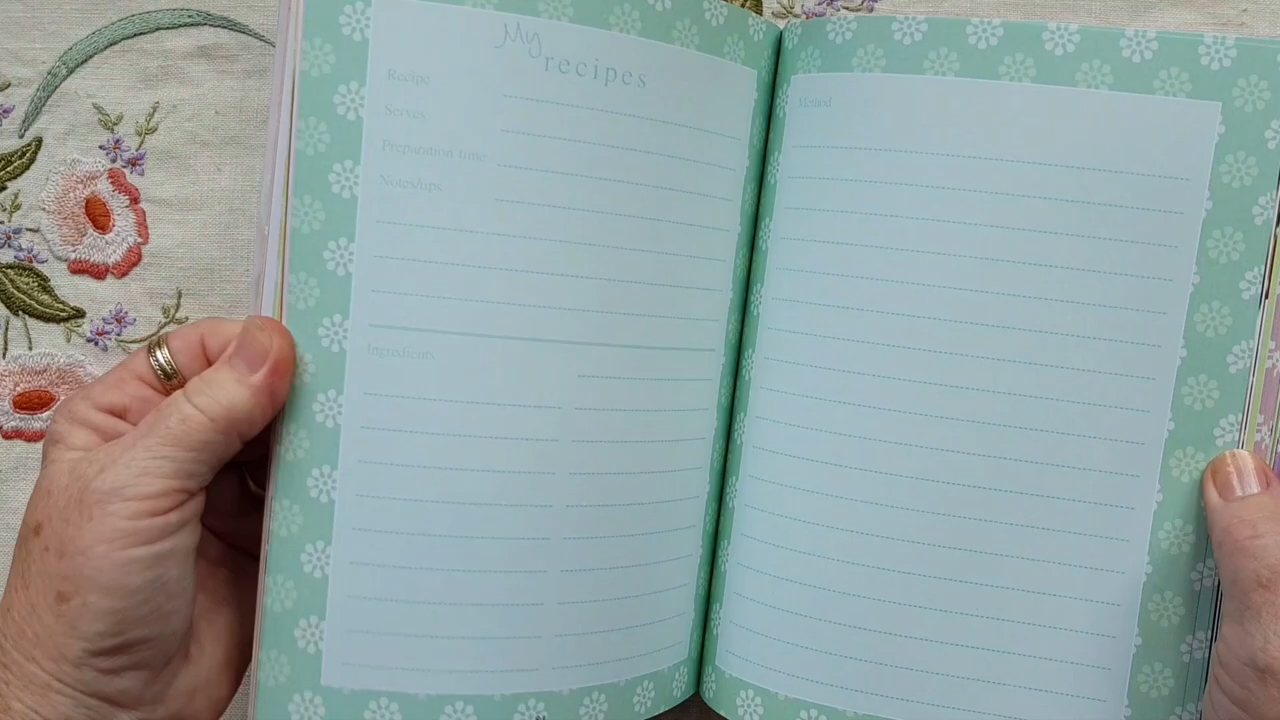 My
recipes
Recipe
Serves
Preparation time
Notes/tips
Ingredients
Method